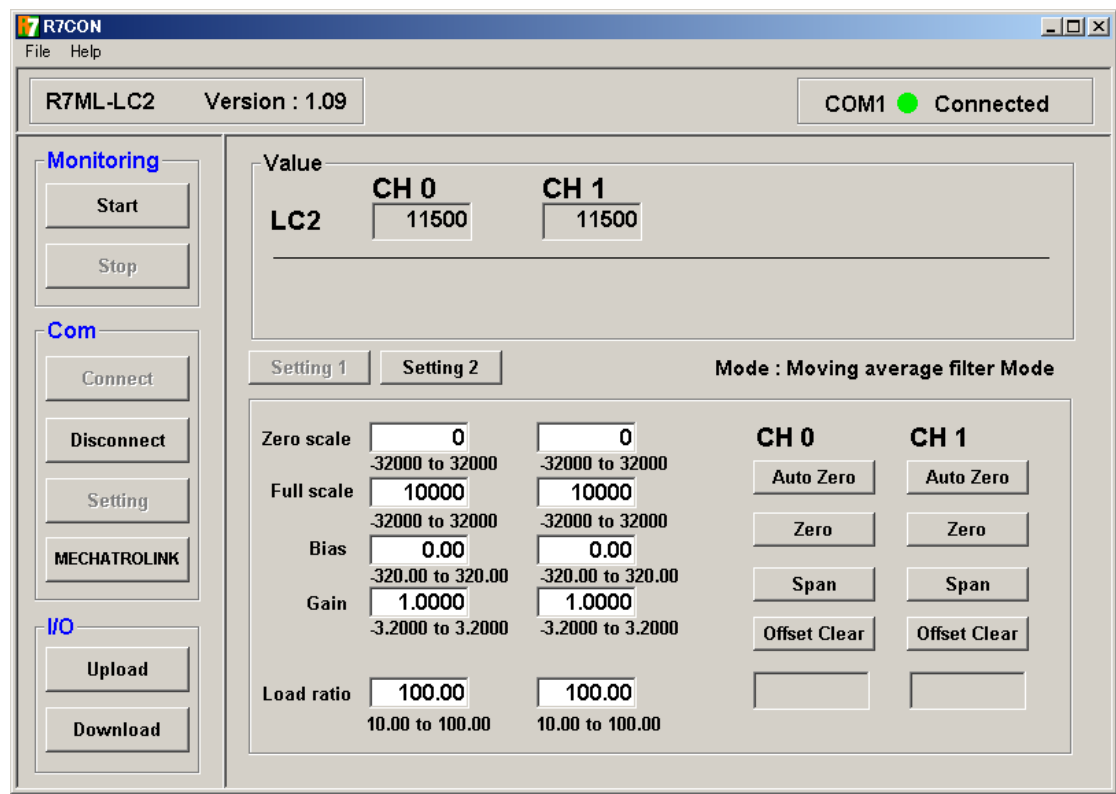 R7 R7CON
File Help
R7ML-LC2 Version : 1.09
COM1 Connected
Monitoring
Start
Stop
Com
Connect
Disconnect
Setting
MECHATROLINK
I/O
Upload
Download
Value
CH 0 CH 1
LC2 11500 11500
Setting 1 Setting 2 Mode : Moving average filter Mode
Zero scale 0 0
-32000 to 32000 -32000 to 32000
Full scale 10000 10000
-32000 to 32000 -32000 to 32000
Bias 0.00 0.00
-320.00 to 320.00 -320.00 to 320.00
Gain 1.0000 1.0000
-3.2000 to 3.2000 -3.2000 to 3.2000
Load ratio 100.00 100.00
10.00 to 100.00 10.00 to 100.00
CH 0 CH 1
Auto Zero Auto Zero
Zero Zero
Span Span
Offset Clear Offset Clear